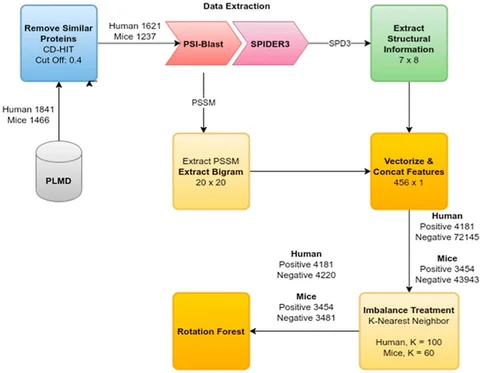 Data Extraction
Remove Similar
Proteins
CD-HIT
Cut Off: 0.4
Human 1621
Mice 1237
PSI-Blast
SPIDER3
SPD3
Extract
Structural
Information
7 x 8
Human 1841
Mice 1466
PSSM
PLMD
Extract PSSM
Extract Bigram
20 x 20
Vectorize &
Concat Features
456 x 1
Human
Positive 4181
Negative 72145
Mice
Positive 3454
Negative 43943
Human
Positive 4181
Negative 4220
Mice
Positive 3454
Negative 3481
Rotation Forest
Imbalance Treatment
K-Nearest Neighbor
Human, K = 100
Mice, K = 60